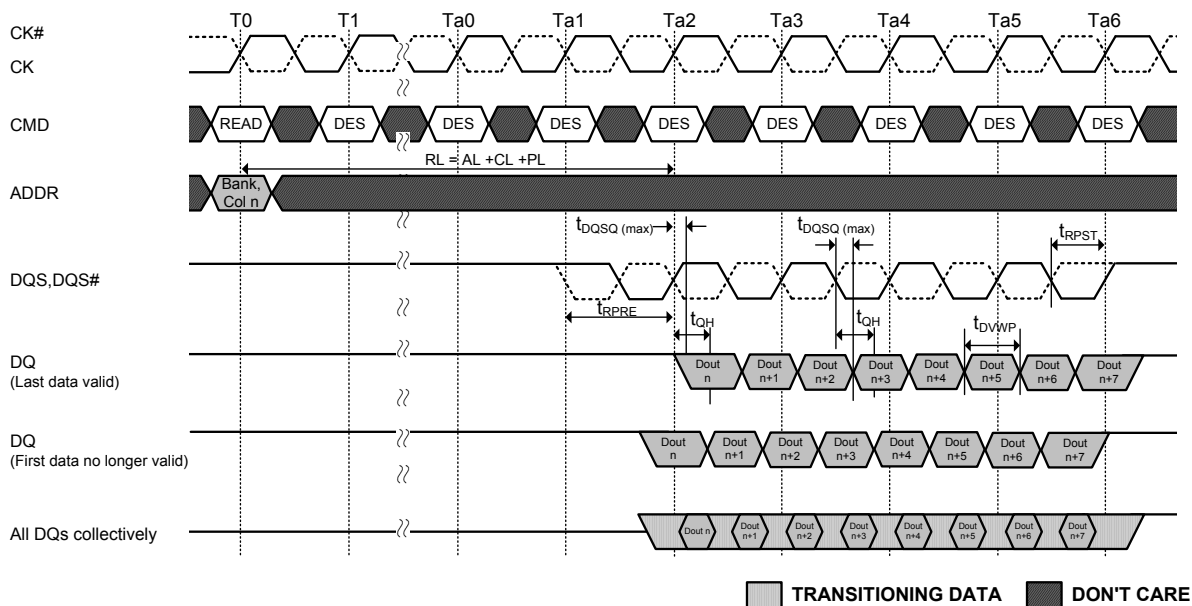 T0 T1 Ta0 Ta1 Ta2 Ta3 Ta4 Ta5 Ta6
CK#
CK
CMD READ DES DES DES DES DES DES DES DES
RL = AL +CL +PL
ADDR Bank,
Col n
tDQSQ (max) tDQSQ (max) tRPST
DQS,DQS#
tRPRE
tQH tQH tDVWP
DQ
(Last data valid)
Dout
n
Dout
n+1
Dout
n+2
Dout
n+3
Dout
n+4
Dout
n+5
Dout
n+6
Dout
n+7
DQ
(First data no longer valid)
Dout
n
Dout
n+1
Dout
n+2
Dout
n+3
Dout
n+4
Dout
n+5
Dout
n+6
Dout
n+7
All DQs collectively
Dout n
Dout
n+1
Dout
n+2
Dout
n+3
Dout
n+4
Dout
n+5
Dout
n+6
Dout
n+7
TRANSITIONING DATA DON'T CARE